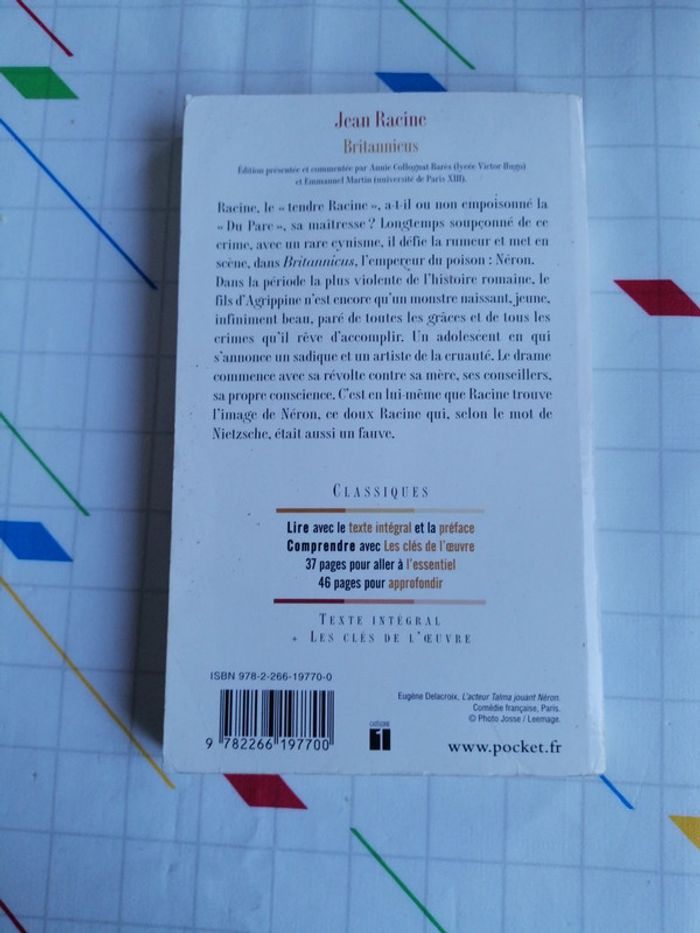 Jean Racine
Britannicus
Édition présentée et commentée par Annie Collognat-Barès (lycée Victor Hugo)
et Emmanuel Martin (université de Paris XIII).
Racine, le « tendre Racine », a-t-il ou non empoisonné la
« Du Parc », sa maîtresse ? Longtemps soupçonné de ce
crime, avec un rare cynisme, il défie la rumeur et met en
scène, dans Britannicus, l'empereur du poison : Néron.
Dans la période la plus violente de l'histoire romaine, le
fils d'Agrippine n'est encore qu'un monstre naissant, jeune,
infiniment beau, paré de toutes les grâces et de tous les
crimes qu'il rêve d'accomplir. Un adolescent en qui
s'annonce un sadique et un artiste de la cruauté. Le drame
commence avec sa révolte contre sa mère, ses conseillers,
sa propre conscience. C'est en lui-même que Racine trouve
l'image de Néron, ce doux Racine qui, selon le mot de
Nietzsche, était aussi un fauve.
CLASSIQUES
Lire avec le texte intégral et la préface
Comprendre avec Les clés de l'œuvre
37 pages pour aller à l'essentiel
46 pages pour approfondir
TEXTE INTÉGRAL
+ LES CLÉS DE L'ŒUVRE
ISBN 978-2-266-19770-0
Eugène Delacroix, L'acteur Talma jouant Néron.
Comédie française, Paris.
© Photo Josse / Leemage.
CATÉGORIE
1
9 782266 197700
www.pocket.fr